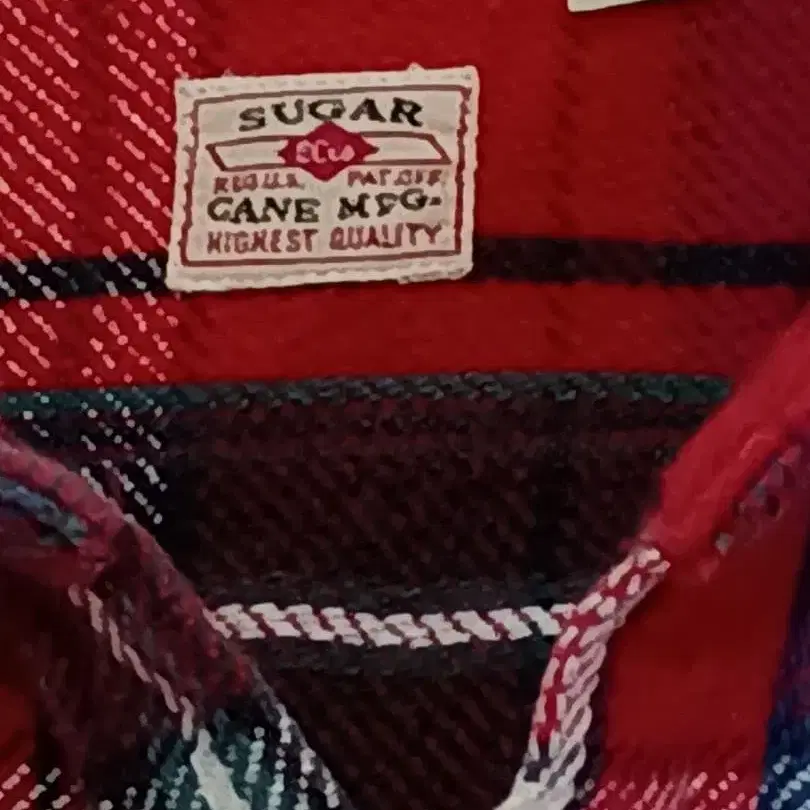 SUGAR
REG.U.S. PAT.OFF.
CANE MFG.
HIGHEST QUALITY